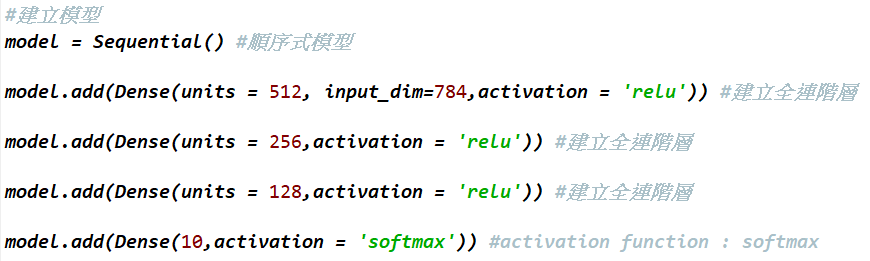 #建立模型
model = Sequential() #順序式模型
model.add(Dense(units = 512, input_dim=784,activation = 'relu')) #建立全連階層
model.add(Dense(units = 256,activation = 'relu')) #建立全連階層
model.add(Dense(units = 128,activation = 'relu')) #建立全連階層
model.add(Dense(10,activation = 'softmax')) #activation function : softmax